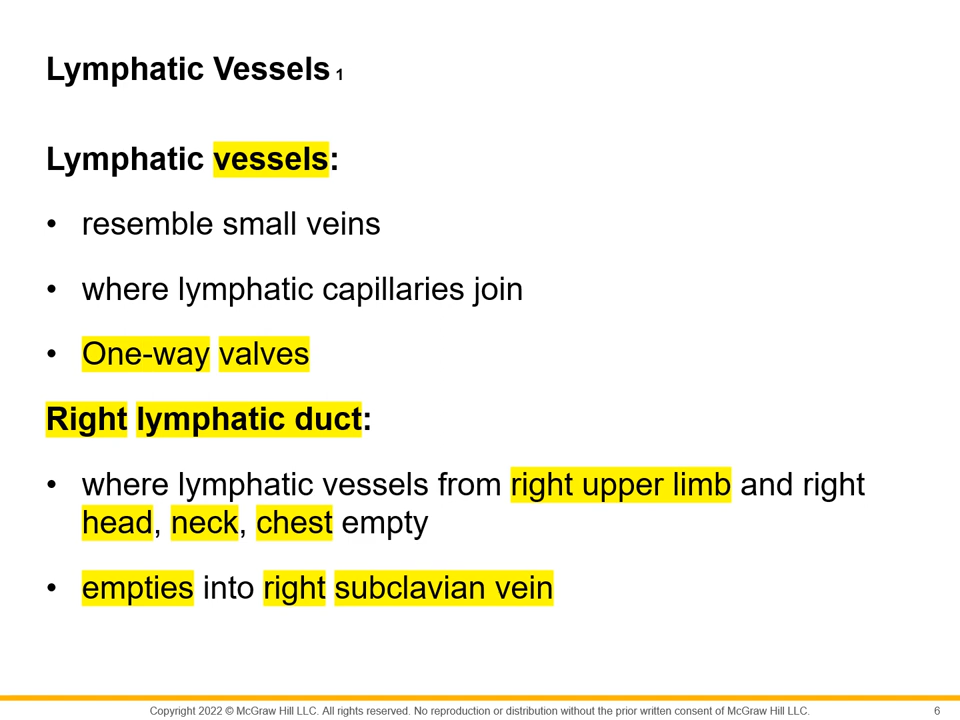 Lymphatic Vessels 1
Lymphatic vessels:
• resemble small veins
• where lymphatic capillaries join
• One-way valves
Right lymphatic duct:
• where lymphatic vessels from right upper limb and right
head, neck, chest empty
• empties into right subclavian vein
Copyright 2022 © McGraw Hill LLC. All rights reserved. No reproduction or distribution without the prior written consent of McGraw Hill LLC.
6